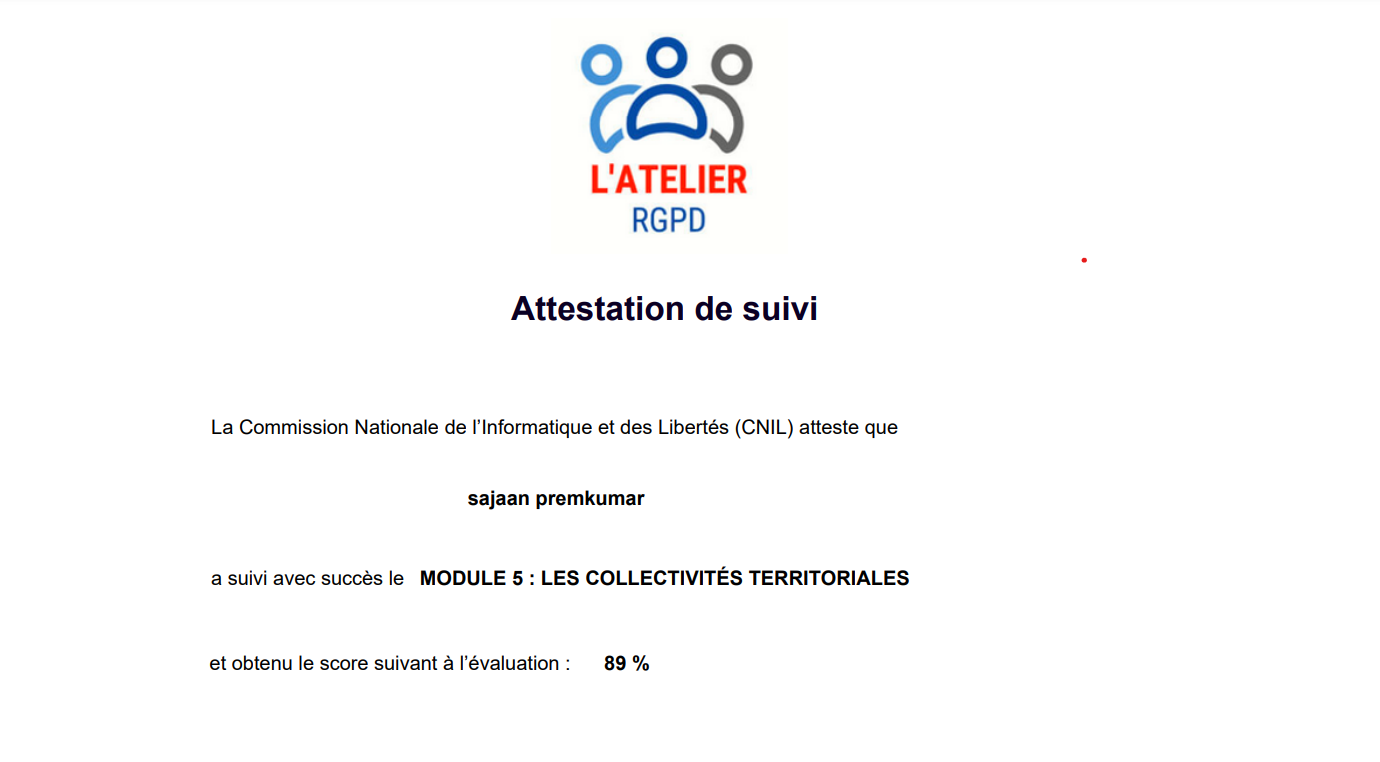 L'ATELIER
RGPD
Attestation de suivi
La Commission Nationale de l’Informatique et des Libertés (CNIL) atteste que
sajaan premkumar
a suivi avec succès le MODULE 5 : LES COLLECTIVITÉS TERRITORIALES
et obtenu le score suivant à l’évaluation : 89 %